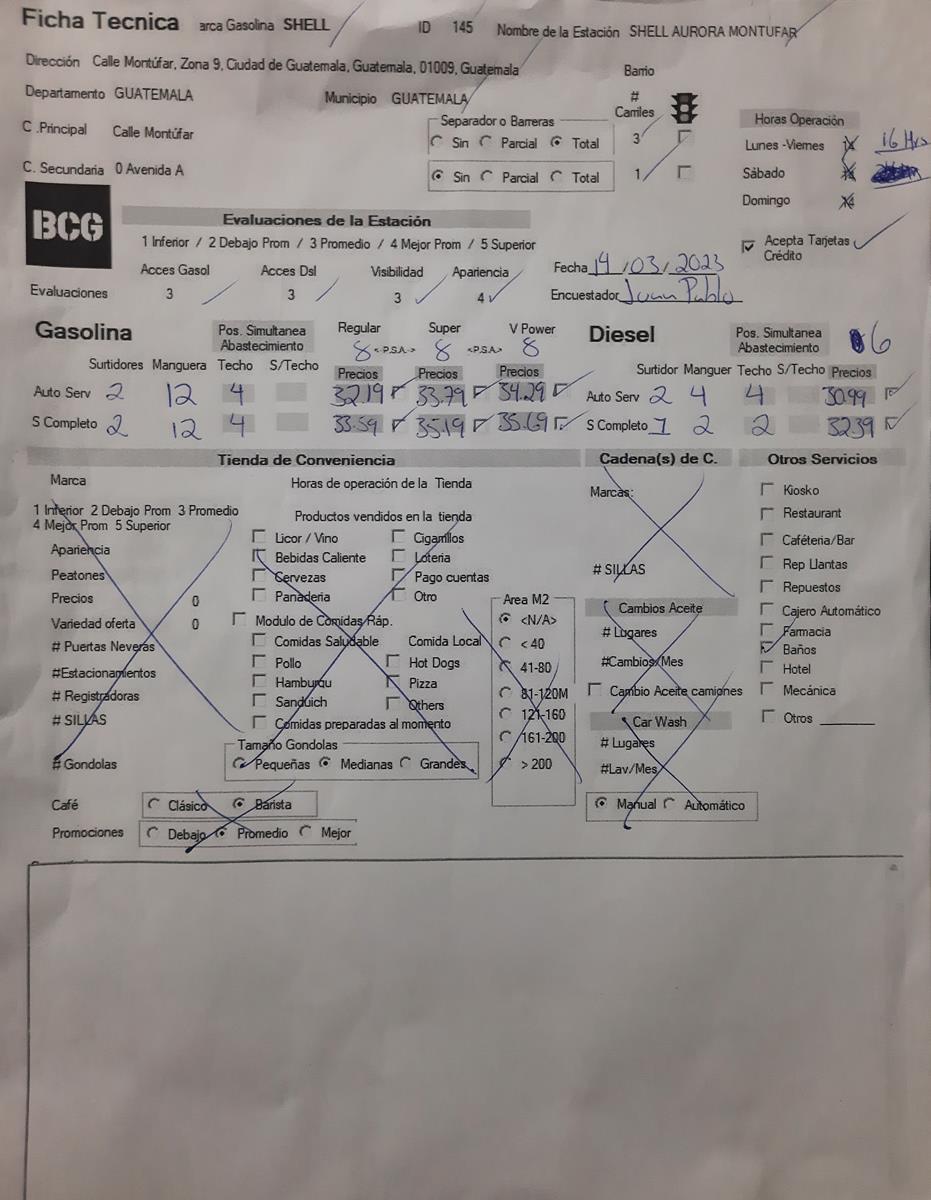 Ficha Tecnica arca Gasolina SHELL ID 145 Nombre de la Estación SHELL AURORA MONTUFAR
Dirección Calle Montúfar, Zona 9, Ciudad de Guatemala, Guatemala, 01009, Guatemala Barrio
Departamento GUATEMALA Municipio GUATEMALA # Carriles
C .Principal Calle Montúfar Separador o Barreras Sin Parcial Total 3
C. Secundaria 0 Avenida A Sin Parcial Total 1
Horas Operación
Lunes -Viernes 16 Hrs
Sábado
Domingo
BCG
Evaluaciones de la Estación
1 Inferior / 2 Debajo Prom / 3 Promedio / 4 Mejor Prom / 5 Superior
Acepta Tarjetas Crédito
Acces Gasol Acces Dsl Visibilidad Apariencia Fecha 14/03/2023
Evaluaciones 3 3 3 4 Encuestador Juan Pablo
Gasolina Pos. Simultanea Abastecimiento Regular Super V Power
8 <-P.S.A.-> 8 <-P.S.A.-> 8
Surtidores Manguera Techo S/Techo Precios Precios Precios
Auto Serv 2 12 4 32.19 33.79 34.29
S Completo 2 12 4 33.59 35.19 35.69
Diesel Pos. Simultanea Abastecimiento 6
Surtidor Manguer Techo S/Techo Precios
Auto Serv 2 4 4 30.99
S Completo 1 2 2 32.39
Tienda de Conveniencia
Marca Horas de operación de la Tienda
1 Inferior 2 Debajo Prom 3 Promedio
4 Mejor Prom 5 Superior
Apariencia
Peatones
Precios 0
Variedad oferta 0
# Puertas Neveras
#Estacionamientos
# Registradoras
# SILLAS
# Gondolas
Productos vendidos en la tienda
Licor / Vino Cigarillos
Bebidas Caliente Loteria
Cervezas Pago cuentas
Panaderia Otro
Modulo de Comidas Ráp.
Comidas Saludable Comida Local
Pollo Hot Dogs
Hamburgu Pizza
Sandúich Others
Comidas preparadas al momento
Tamaño Gondolas
Pequeñas Medianas Grandes
Area M2
<N/A>
< 40
41-80
81-120M
121-160
161-200
> 200
Café Clásico Barista
Promociones Debajo Promedio Mejor
Cadena(s) de C.
Marcas:
# SILLAS
Cambios Aceite
# Lugares
#Cambios/Mes
Cambio Aceite camiones
Car Wash
# Lugares
#Lav/Mes
Manual Automático
Otros Servicios
Kiosko
Restaurant
Caféteria/Bar
Rep Llantas
Repuestos
Cajero Automático
Farmacia
Baños
Hotel
Mecánica
Otros